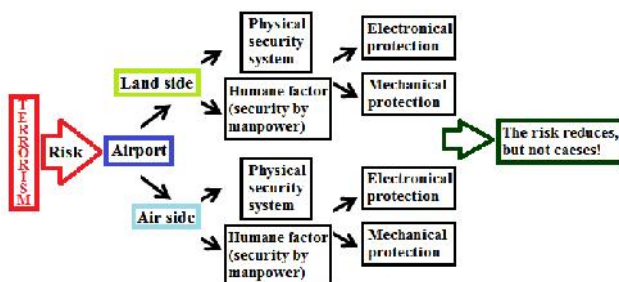 TERRORISM
Risk
Airport
Land side
Physical
security
system
Humane factor
(security by
manpower)
Electronical
protection
Mechanical
protection
Air side
Physical
security
system
Humane factor
(security by
manpower)
Electronical
protection
Mechanical
protection
The risk reduces,
but not caeses!